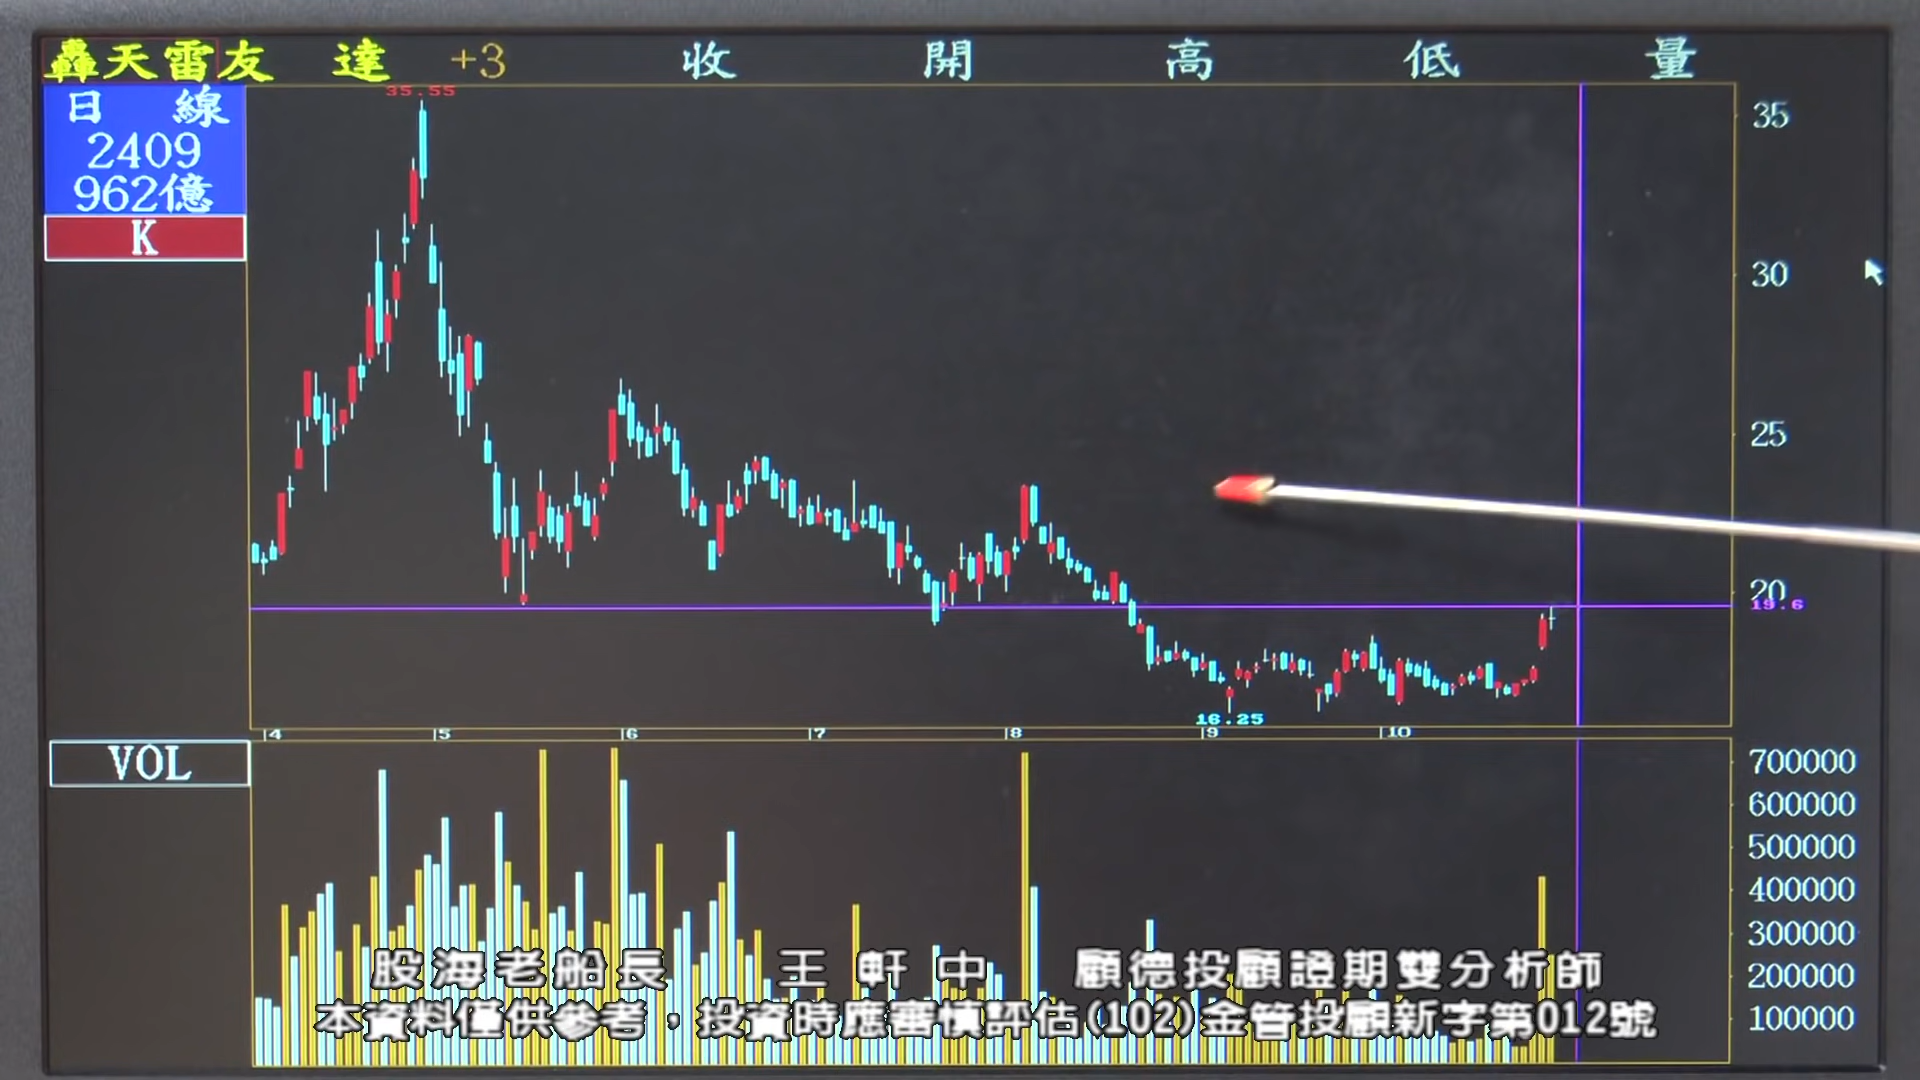 轟天雷友 達 +3 收 開 高 低 量
日 線
2409
962億
K
35.55
35
30
25
20
19.6
16.25
4 5 6 7 8 9 10
VOL
700000
600000
500000
400000
300000
200000
100000
股海老船長 王軒中 顧德投顧證期雙分析師
本資料僅供參考，投資時應審慎評估(102)金管投顧新字第012號